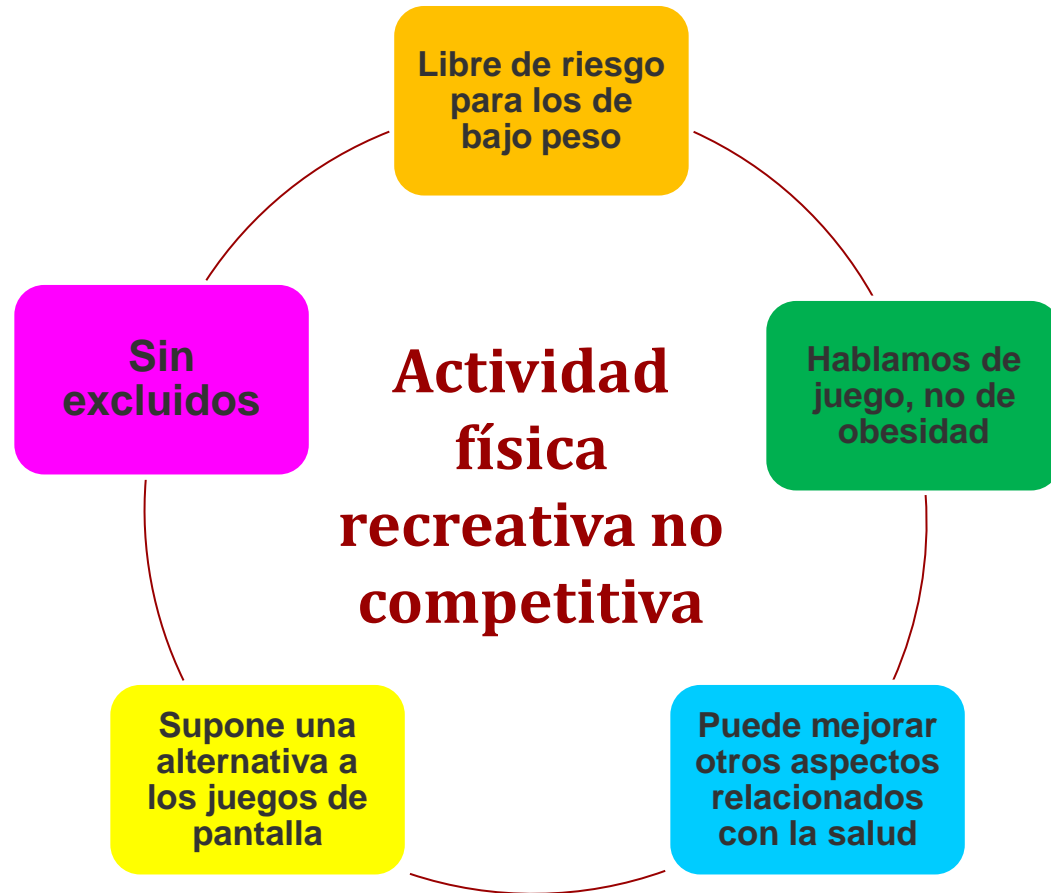 Libre de riesgo
para los de
bajo peso
Sin
excluidos
Actividad
física
recreativa no
competitiva
Hablamos de
juego, no de
obesidad
Supone una
alternativa a
los juegos de
pantalla
Puede mejorar
otros aspectos
relacionados
con la salud